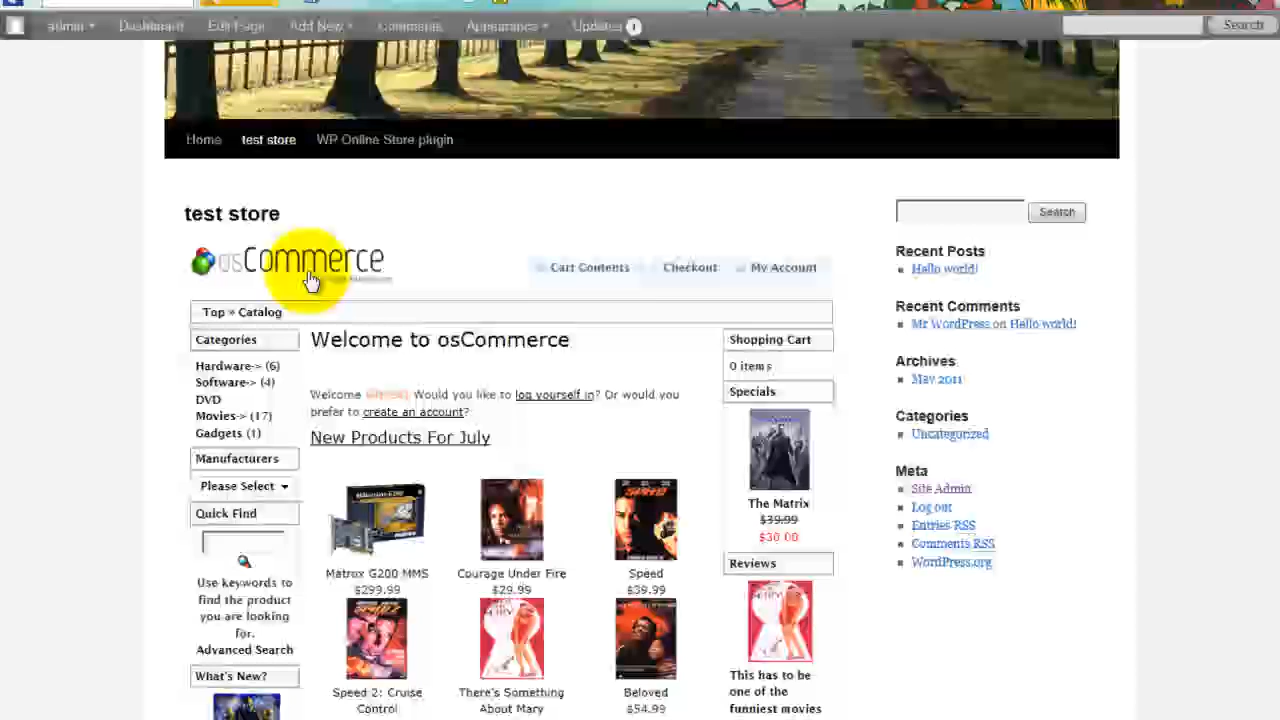 admin Dashboard Edit Page Add New Comments Appearance Updates 1 Search
Home test store WP Online Store plugin
test store
osCommerce
Cart Contents Checkout My Account
Top » Catalog
Categories
Hardware-> (6)
Software-> (4)
DVD
Movies-> (17)
Gadgets (1)
Manufacturers
Please Select
Quick Find
Use keywords to
find the product
you are looking
for.
Advanced Search
What's New?
Welcome to osCommerce
Welcome Would you like to log yourself in? Or would you
prefer to create an account?
New Products For July
Matrox G200 MMS
$299.99
Courage Under Fire
$29.99
Speed
$39.99
Speed 2: Cruise
Control
There's Something
About Mary
Beloved
$54.99
Shopping Cart
0 items
Specials
The Matrix
$39.99
$30.00
Reviews
This has to be
one of the
funniest movies
Search
Recent Posts
Hello world!
Recent Comments
Mr WordPress on Hello world!
Archives
May 2011
Categories
Uncategorized
Meta
Site Admin
Log out
Entries RSS
Comments RSS
WordPress.org